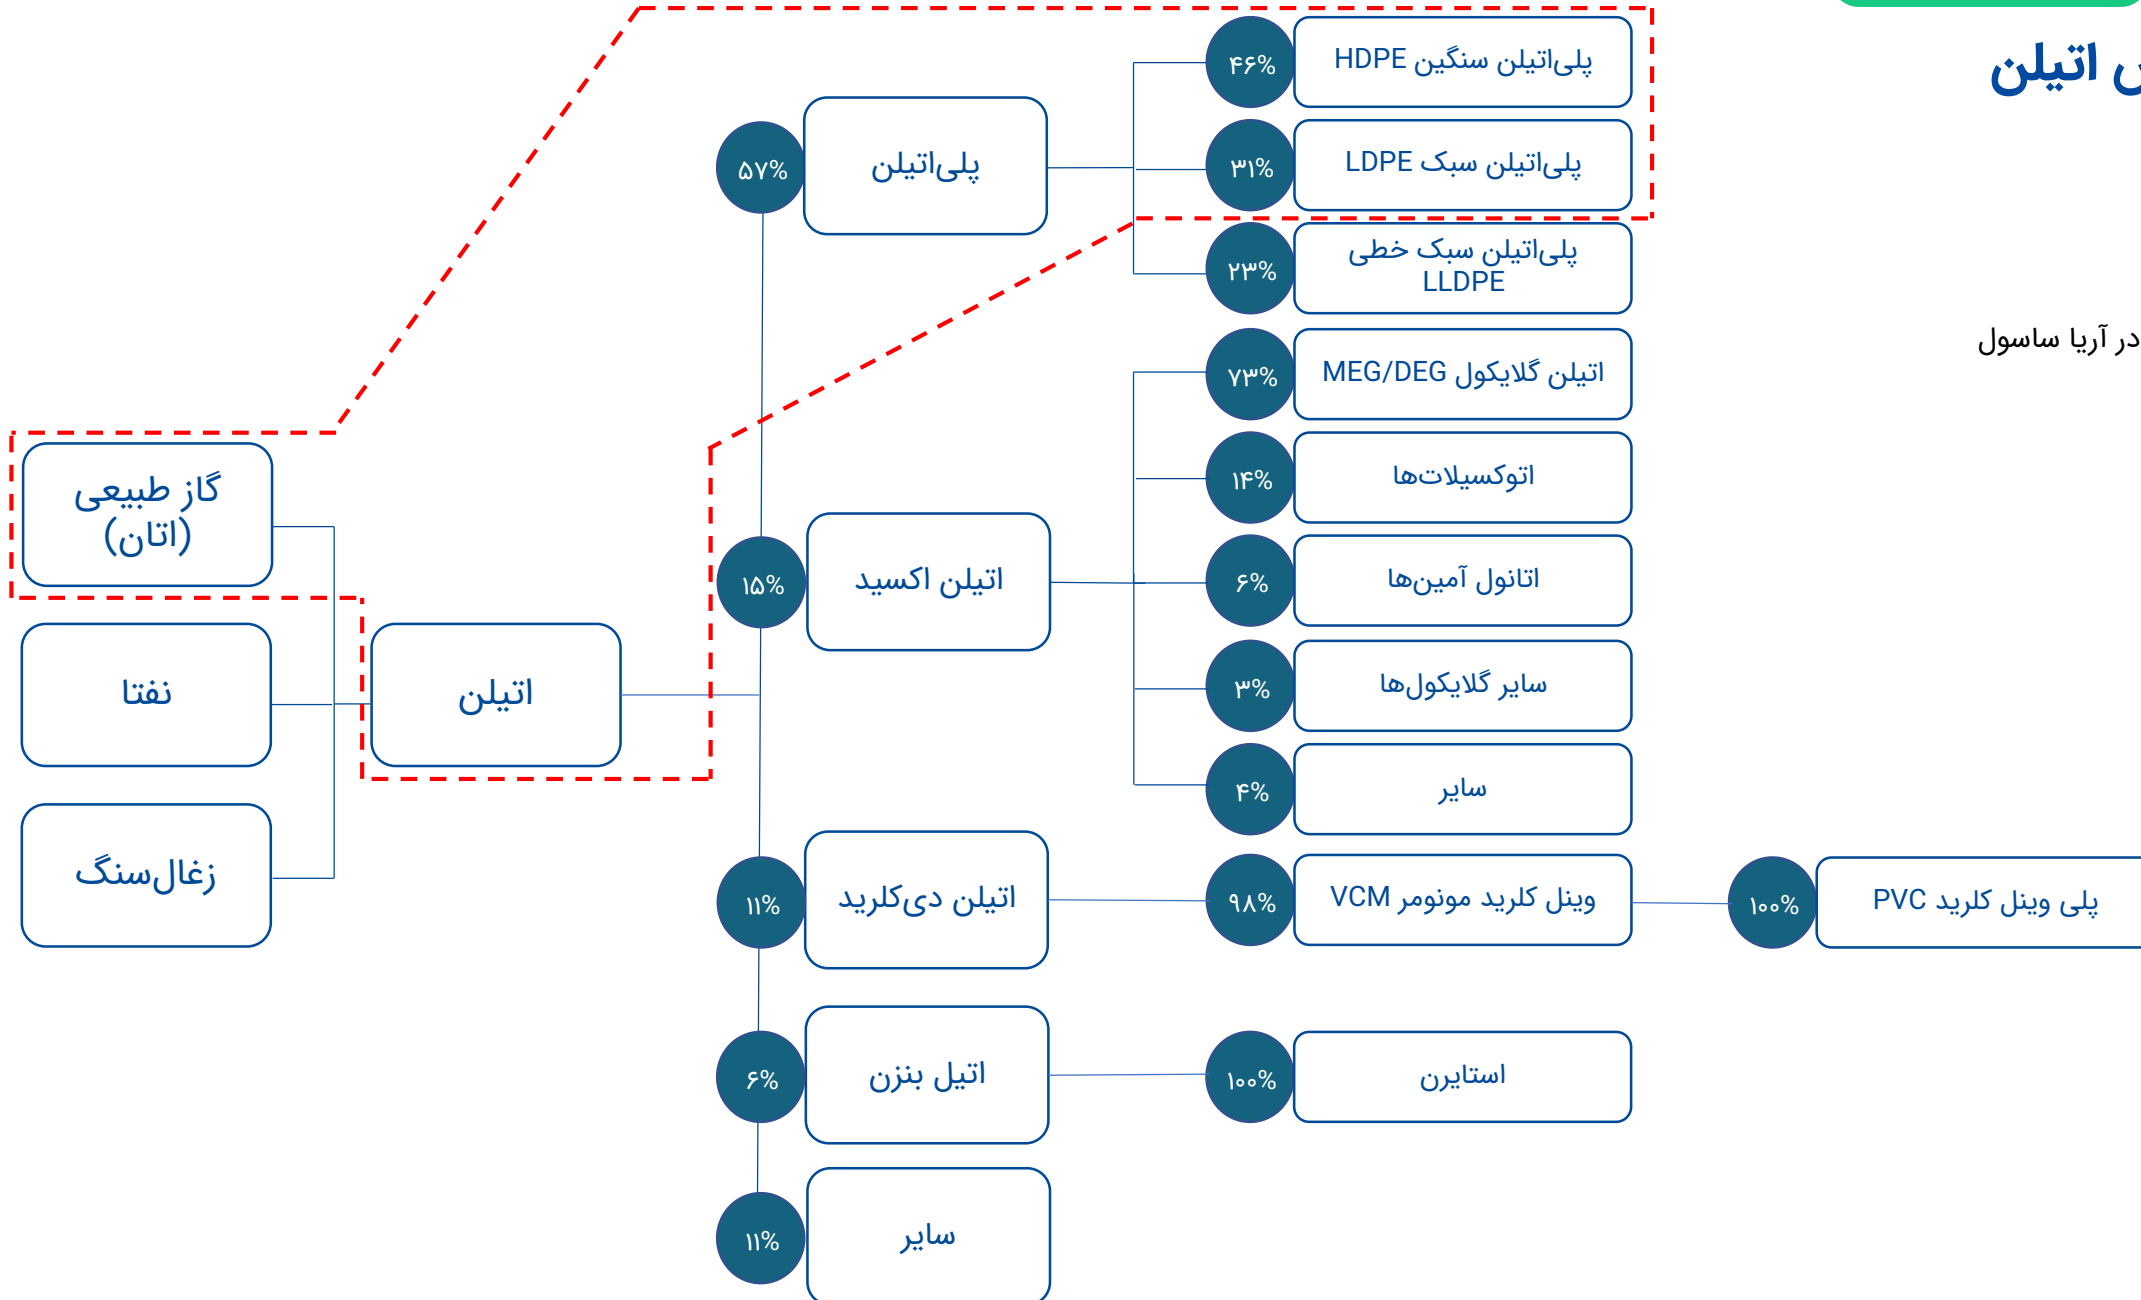 اتیلن
در آریا ساسول
گاز طبیعی
(اتان)
نفتا
زغال‌سنگ
اتیلن
۵۷%
پلی‌اتیلن
۴۶%
پلی‌اتیلن سنگین HDPE
۳۱%
پلی‌اتیلن سبک LDPE
۲۳%
پلی‌اتیلن سبک خطی
LLDPE
۱۵%
اتیلن اکسید
۷۳%
اتیلن گلایکول MEG/DEG
۱۴%
اتوکسیلات‌ها
۶%
اتانول آمین‌ها
۳%
سایر گلایکول‌ها
۴%
سایر
۱۱%
اتیلن دی‌کلرید
۹۸%
وینل کلرید مونومر VCM
۱۰۰%
پلی وینل کلرید PVC
۶%
اتیل بنزن
۱۰۰%
استایرن
۱۱%
سایر